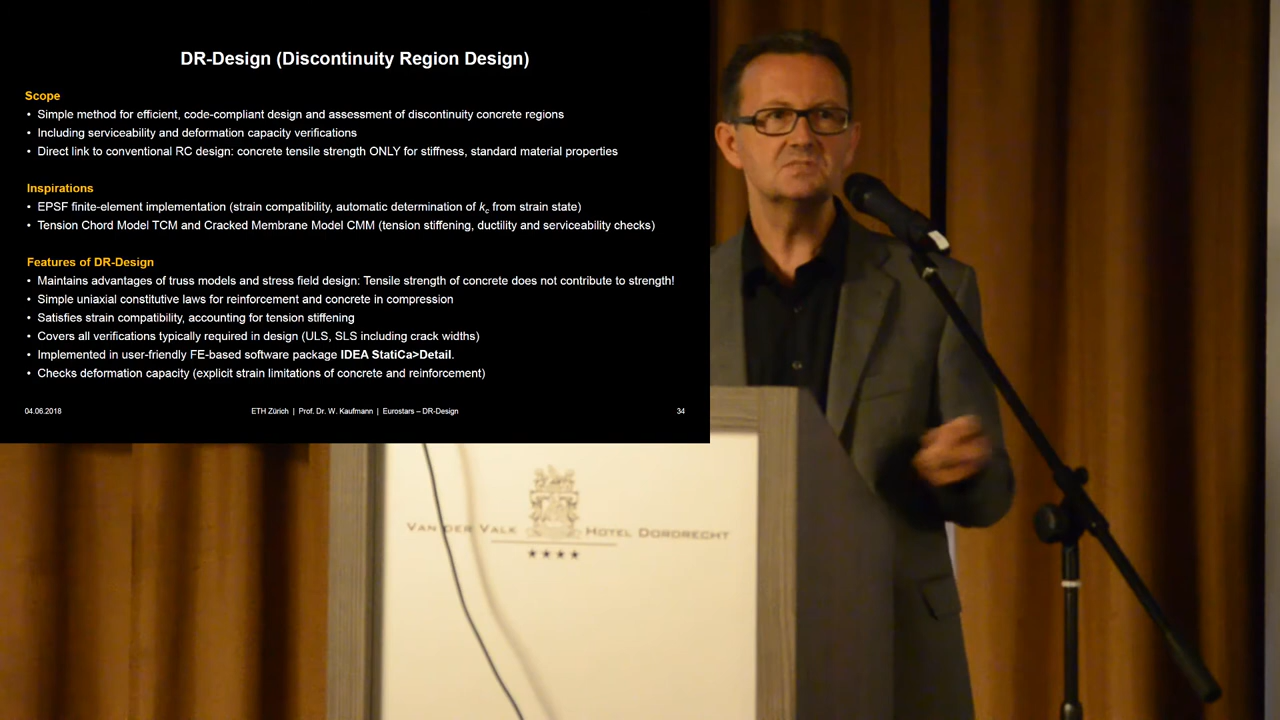 DR-Design (Discontinuity Region Design)
Scope
• Simple method for efficient, code-compliant design and assessment of discontinuity concrete regions
• Including serviceability and deformation capacity verifications
• Direct link to conventional RC design: concrete tensile strength ONLY for stiffness, standard material properties
Inspirations
• EPSF finite-element implementation (strain compatibility, automatic determination of kc from strain state)
• Tension Chord Model TCM and Cracked Membrane Model CMM (tension stiffening, ductility and serviceability checks)
Features of DR-Design
• Maintains advantages of truss models and stress field design: Tensile strength of concrete does not contribute to strength!
• Simple uniaxial constitutive laws for reinforcement and concrete in compression
• Satisfies strain compatibility, accounting for tension stiffening
• Covers all verifications typically required in design (ULS, SLS including crack widths)
• Implemented in user-friendly FE-based software package IDEA StatiCa>Detail.
• Checks deformation capacity (explicit strain limitations of concrete and reinforcement)
04.06.2018 ETH Zürich | Prof. Dr. W. Kaufmann | Eurostars – DR-Design 34
VAN DER VALK HOTEL DORDRECHT
★★★★